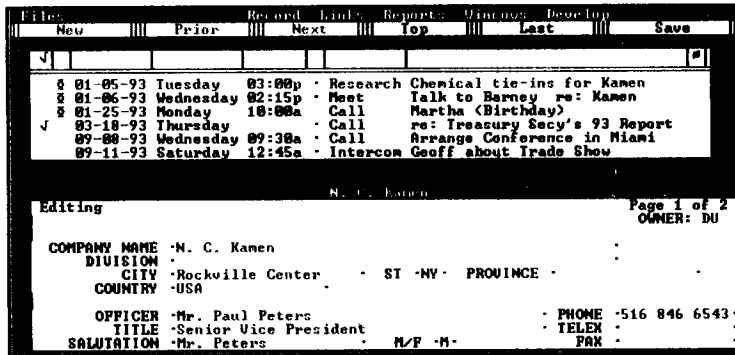 Files Record Links Reports Windows Develop
New Prior Next Top Last Save
√
01-05-93 Tuesday 03:00p · Research Chemical tie-ins for Kamen
01-06-93 Wednesday 02:15p · Meet Talk to Barney re: Kamen
01-25-93 Monday 10:00a Call Martha (Birthday)
√ 03-18-93 Thursday · Call re: Treasury Secy's 93 Report
09-08-93 Wednesday 09:30a · Call Arrange Conference in Miami
09-11-93 Saturday 12:45a · Intercom Geoff about Trade Show
N. C. Kamen
Editing Page 1 of 2
OWNER: DU
COMPANY NAME ·N. C. Kamen ·
DIVISION · ·
CITY ·Rockville Center · ST ·NY· PROVINCE · ·
COUNTRY ·USA ·
OFFICER ·Mr. Paul Peters · PHONE ·516 846 6543·
TITLE ·Senior Vice President · TELEX · ·
SALUTATION ·Mr. Peters · M/F ·M· FAX · ·